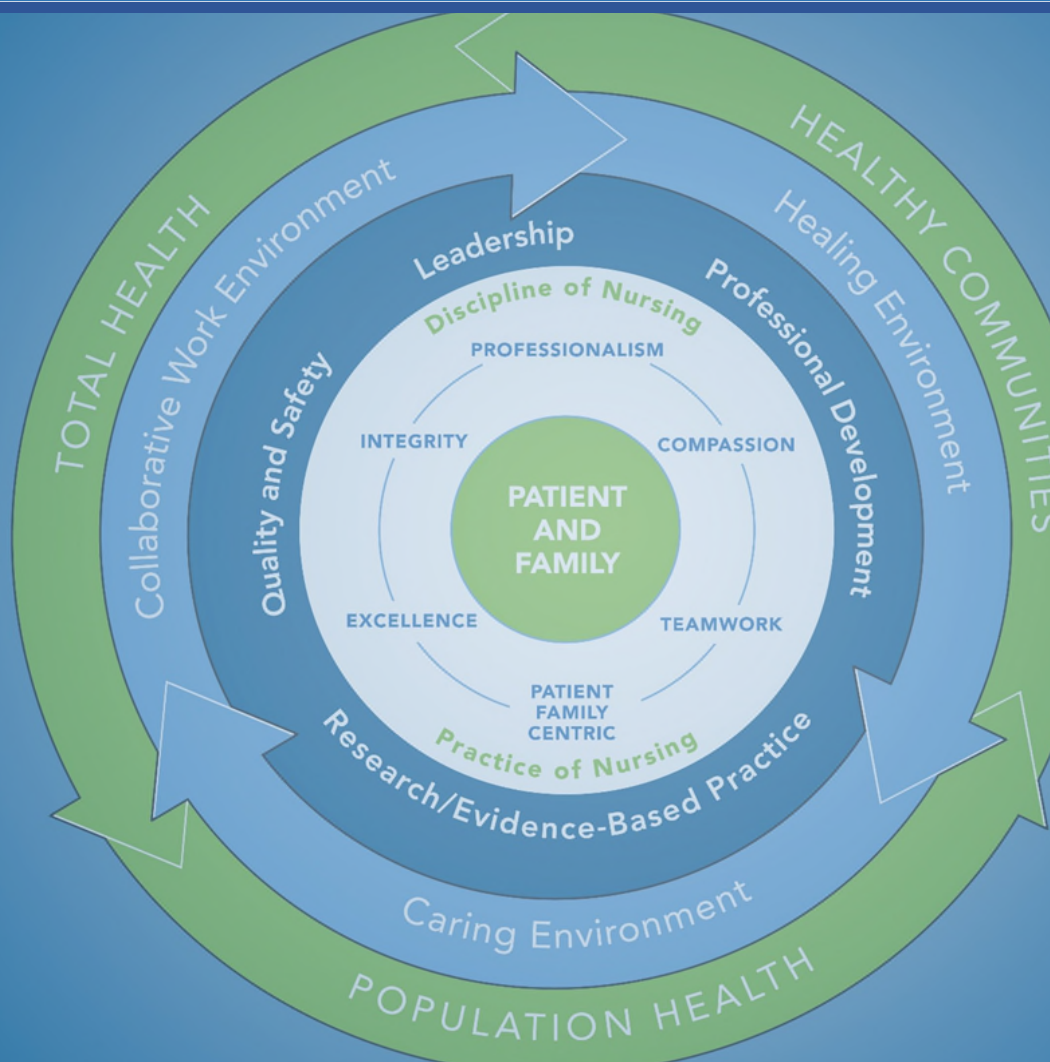 TOTAL HEALTH
HEALTHY COMMUNITIES
POPULATION HEALTH
Collaborative Work Environment
Healing Environment
Caring Environment
Leadership
Professional Development
Quality and Safety
Research/Evidence-Based Practice
Discipline of Nursing
PROFESSIONALISM
INTEGRITY
COMPASSION
PATIENT
AND
FAMILY
EXCELLENCE
TEAMWORK
PATIENT
FAMILY
CENTRIC
Practice of Nursing